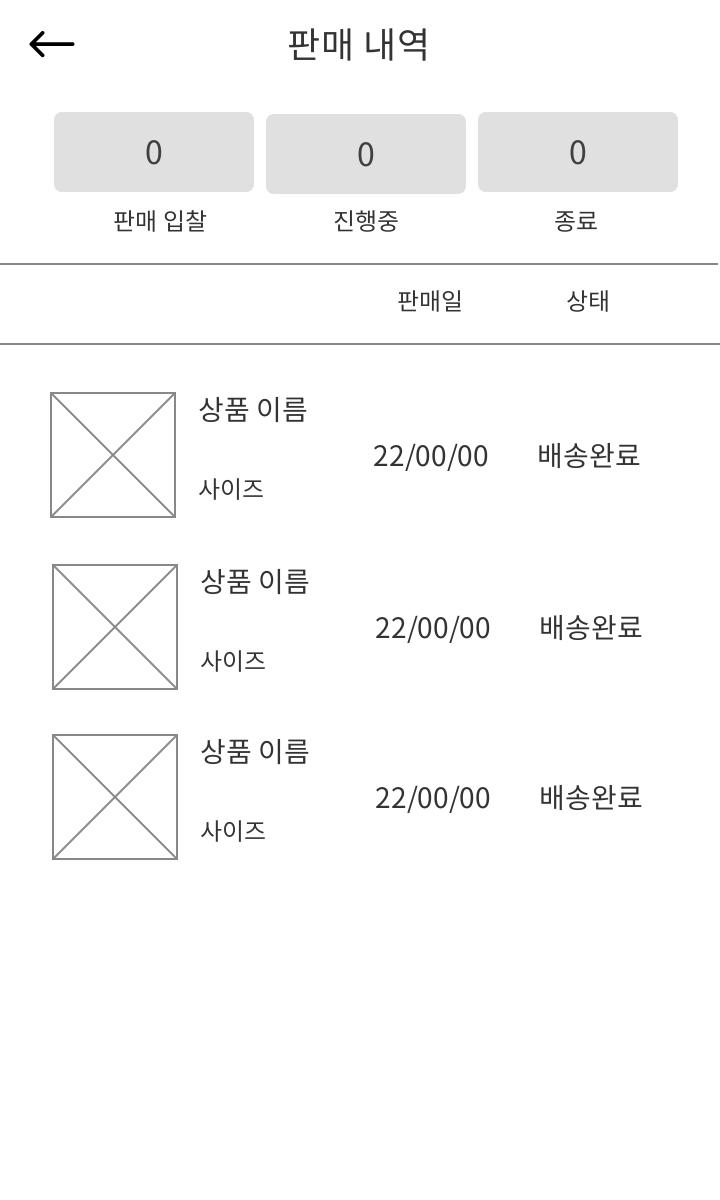 판매 내역
0 0 0
판매 입찰 진행중 종료
판매일 상태
상품 이름
22/00/00 배송완료
사이즈
상품 이름
22/00/00 배송완료
사이즈
상품 이름
22/00/00 배송완료
사이즈